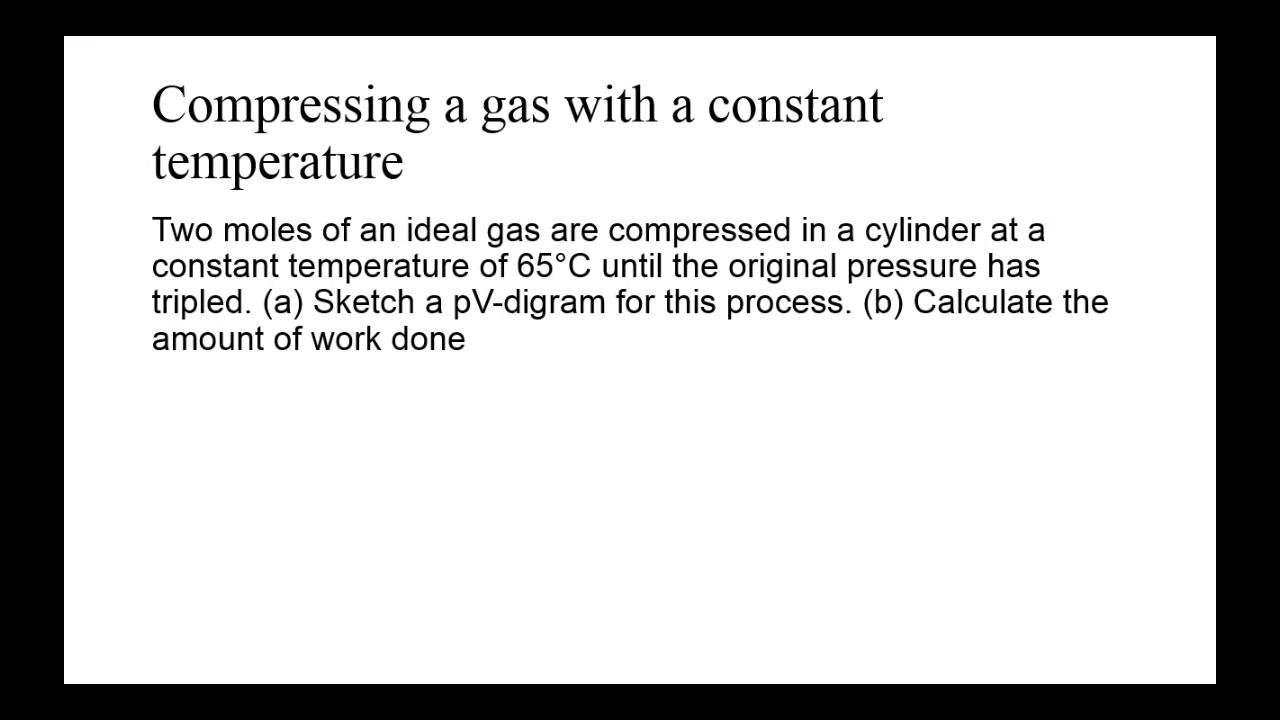 Compressing a gas with a constant
temperature
Two moles of an ideal gas are compressed in a cylinder at a
constant temperature of 65°C until the original pressure has
tripled. (a) Sketch a pV-digram for this process. (b) Calculate the
amount of work done